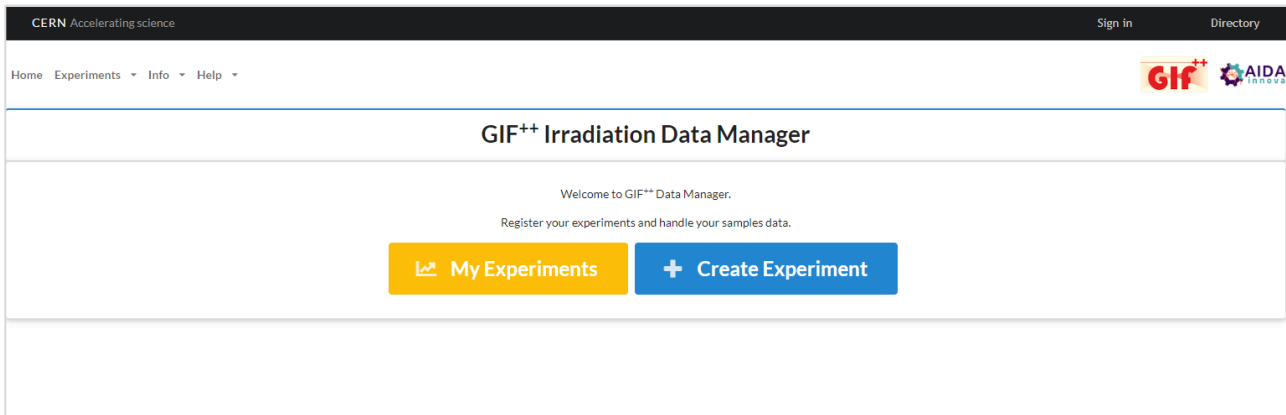 CERN Accelerating science Sign in Directory
Home Experiments Info Help GIF++ AIDA innova
GIF++ Irradiation Data Manager
Welcome to GIF++ Data Manager.
Register your experiments and handle your samples data.
My Experiments Create Experiment